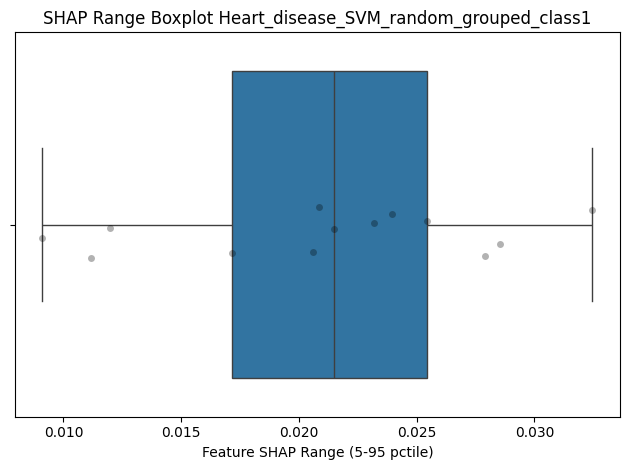 SHAP Range Boxplot Heart_disease_SVM_random_grouped_class1
0.010 0.015 0.020 0.025 0.030
Feature SHAP Range (5-95 pctile)